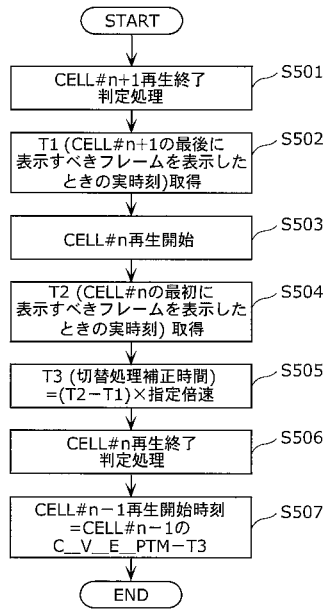 START
CELL#n+1再生終了
判定処理
S501
T1 (CELL#n+1の最後に
表示すべきフレームを表示した
ときの実時刻)取得
S502
CELL#n再生開始
S503
T2 (CELL#nの最初に
表示すべきフレームを表示した
ときの実時刻) 取得
S504
T3 (切替処理補正時間)
=(T2-T1)×指定倍速
S505
CELL#n再生終了
判定処理
S506
CELL#n-1再生開始時刻
=CELL#n-1の
C__V__E__PTM-T3
S507
END